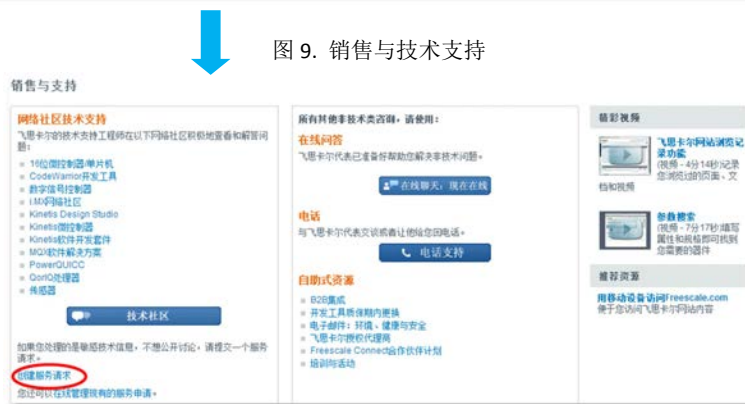 图 9. 销售与技术支持
销售与支持
网络社区技术支持
飞思卡尔的技术支持工程师在以下网络社区积极地查看和解答问
题:
16位微控制器/单片机
CodeWarrior开发工具
数字信号控制器
i.MX网络社区
Kinetis Design Studio
Kinetis微控制器
Kinetis软件开发套件
MQX软件解决方案
PowerQUICC
QorIQ处理器
传感器
技术社区
如果您处理的是敏感技术信息,不想公开讨论,请提交一个服务
请求。
创建服务请求
您还可以在线管理现有的服务申请。
所有其他非技术类咨询,请使用:
在线问答
飞思卡尔代表已准备好帮助您解决非技术问题。
在线聊天: 现在在线
电话
与飞思卡尔代表交谈或者让他给您回电话。
电话支持
自助式资源
B2B集成
开发工具质保期内更换
电子邮件: 环境、健康与安全
飞思卡尔授权代理商
Freescale Connect合作伙伴计划
培训与活动
精彩视频
飞思卡尔网站浏览记
录功能
(视频 - 4分14秒)记录
您浏览过的页面、文
档和视频
参数搜索
(视频 - 7分17秒)填写
属性和规格即可找到
您需要的器件
推荐资源
用移动设备访问Freescale.com
便于您访问飞思卡尔网站内容